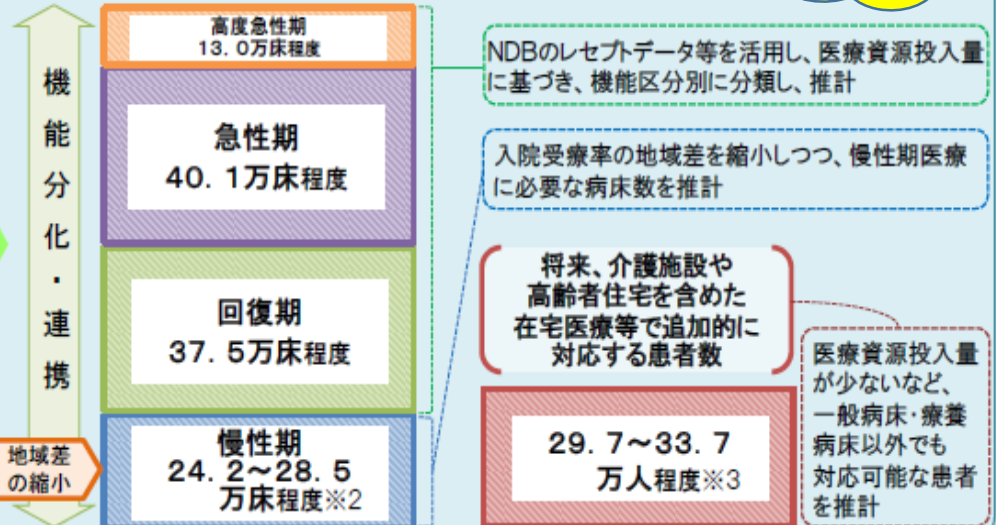 機能分化・連携
地域差
の縮小
高度急性期
13.0万床程度
急性期
40.1万床程度
回復期
37.5万床程度
慢性期
24.2～28.5
万床程度※2
NDBのレセプトデータ等を活用し、医療資源投入量
に基づき、機能区分別に分類し、推計
入院受療率の地域差を縮小しつつ、慢性期医療
に必要な病床数を推計
将来、介護施設や
高齢者住宅を含めた
在宅医療等で追加的に
対応する患者数
29.7～33.7
万人程度※3
医療資源投入量
が少ないなど、
一般病床・療養
病床以外でも
対応可能な患者
を推計